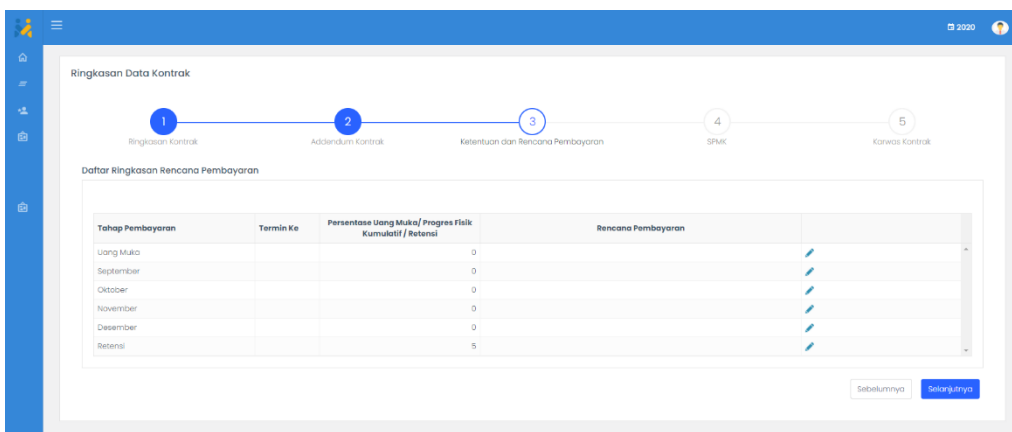 2020
Ringkasan Data Kontrak
1 2 3 4 5
Ringkasan Kontrak Addendum Kontrak Ketentuan dan Rencana Pembayaran SPMK Karwas Kontrak
Daftar Ringkasan Rencana Pembayaran
Tahap Pembayaran Termin Ke Persentase Uang Muka/ Progres Fisik Rencana Pembayaran
Kumulatif / Retensi
Uang Muka 0
September 0
Oktober 0
November 0
Desember 0
Retensi 5
Sebelumnya Selanjutnya